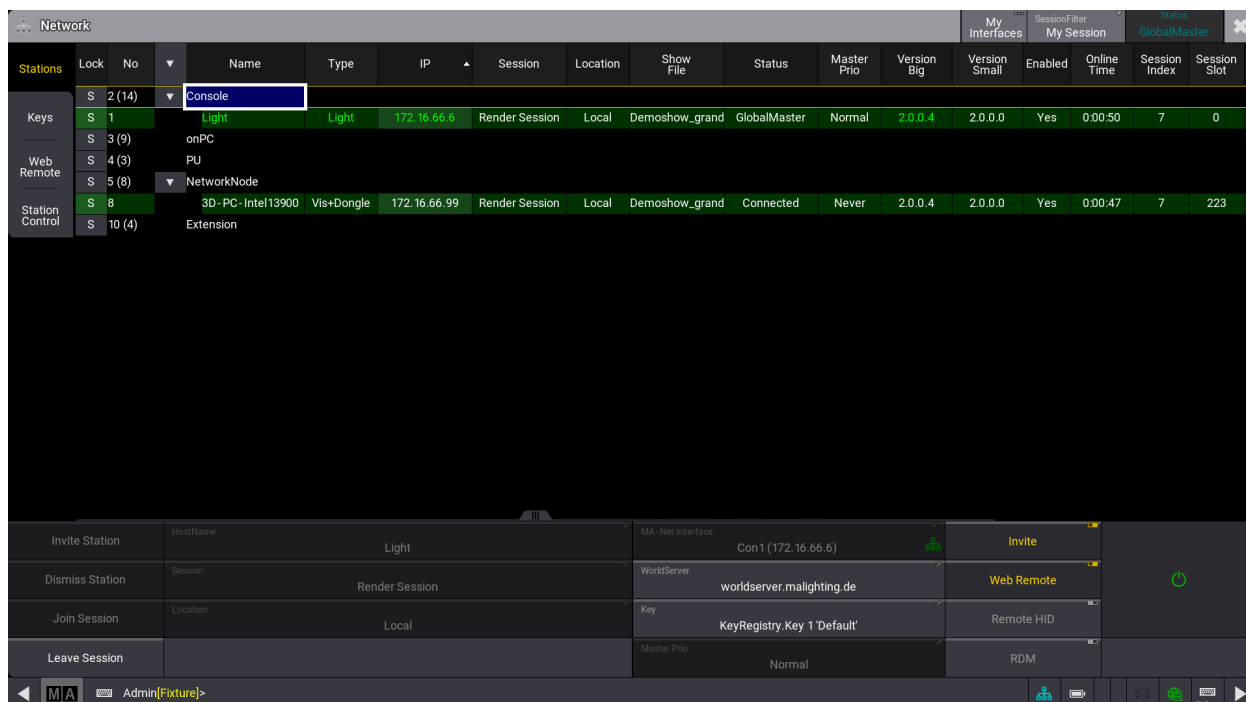 Network
My Interfaces
SessionFilter
My Session
Status
GlobalMaster
Stations
Lock No Name Type IP Session Location Show File Status Master Prio Version Big Version Small Enabled Online Time Session Index Session Slot
S 2 (14) Console
Keys
S 1 Light Light 172.16.66.6 Render Session Local Demoshow_grand GlobalMaster Normal 2.0.0.4 2.0.0.0 Yes 0:00:50 7 0
S 3 (9) onPC
Web Remote
S 4 (3) PU
S 5 (8) NetworkNode
Station Control
S 8 3D-PC-Intel13900 Vis+Dongle 172.16.66.99 Render Session Local Demoshow_grand Connected Never 2.0.0.4 2.0.0.0 Yes 0:00:47 7 223
S 10 (4) Extension
Invite Station
HostName
Light
MA-Net Interface
Con1 (172.16.66.6)
Invite
Dismiss Station
Session
Render Session
WorldServer
worldserver.malighting.de
Web Remote
Join Session
Location
Local
Key
KeyRegistry.Key 1 'Default'
Remote HID
Leave Session
Master Prio
Normal
RDM
MA
Admin[Fixture]>